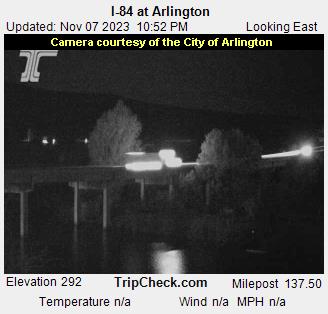 I-84 at Arlington
Updated: Nov 07 2023 10:52 PM Looking East
Camera courtesy of the City of Arlington
Elevation 292 TripCheck.com Milepost 137.50
Temperature n/a Wind n/a MPH n/a